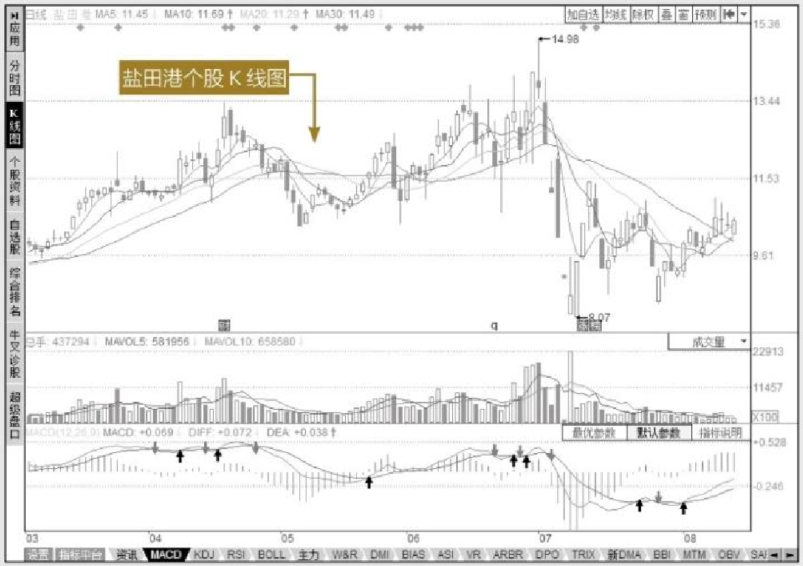 日线 盐田港 MA5: 11.45 ↓ MA10: 11.69 ↑ MA20: 11.29 ↑ MA30: 11.49 ↓
加自选 均线 除权 叠 窗 预测
应用
分时图
K线图
个股资料
自选股
综合排名
牛叉诊股
超级盘口
盐田港个股 K 线图
14.98
15.36
13.44
11.53
9.61
8.07
q
总手: 437294 ↓ MAVOL5: 581956 ↓ MAVOL10: 658580 ↓
成交量
22913
11457
X100
MACD(12,26,9) MACD: +0.069 ↓ DIFF: +0.072 ↓ DEA: +0.038 ↑
最优参数 默认参数 指标说明
+0.528
-0.246
03 04 05 06 07 08
设置 指标平台 资讯 MACD KDJ RSI BOLL 主力 W&R DMI BIAS ASI VR ARBR DPO TRIX 新DMA BBI MTM OBV SA